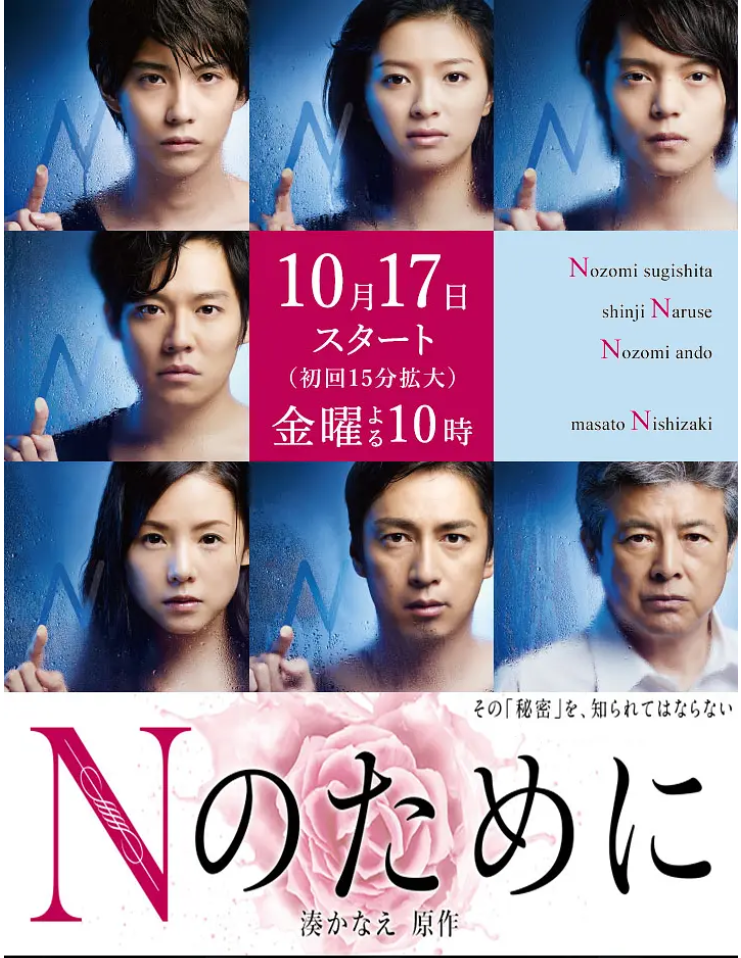 N
N
N
N
10月17日
スタート
（初回15分拡大）
金曜よる10時
Nozomi sugishita
shinji Naruse
Nozomi ando
masato Nishizaki
N
N
その「秘密」を、知られてはならない
Nのために
湊かなえ 原作